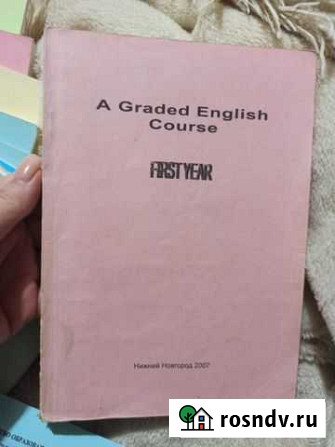 A Graded English
Course
FIRST YEAR
Нижний Новгород 2007
rosndv.ru